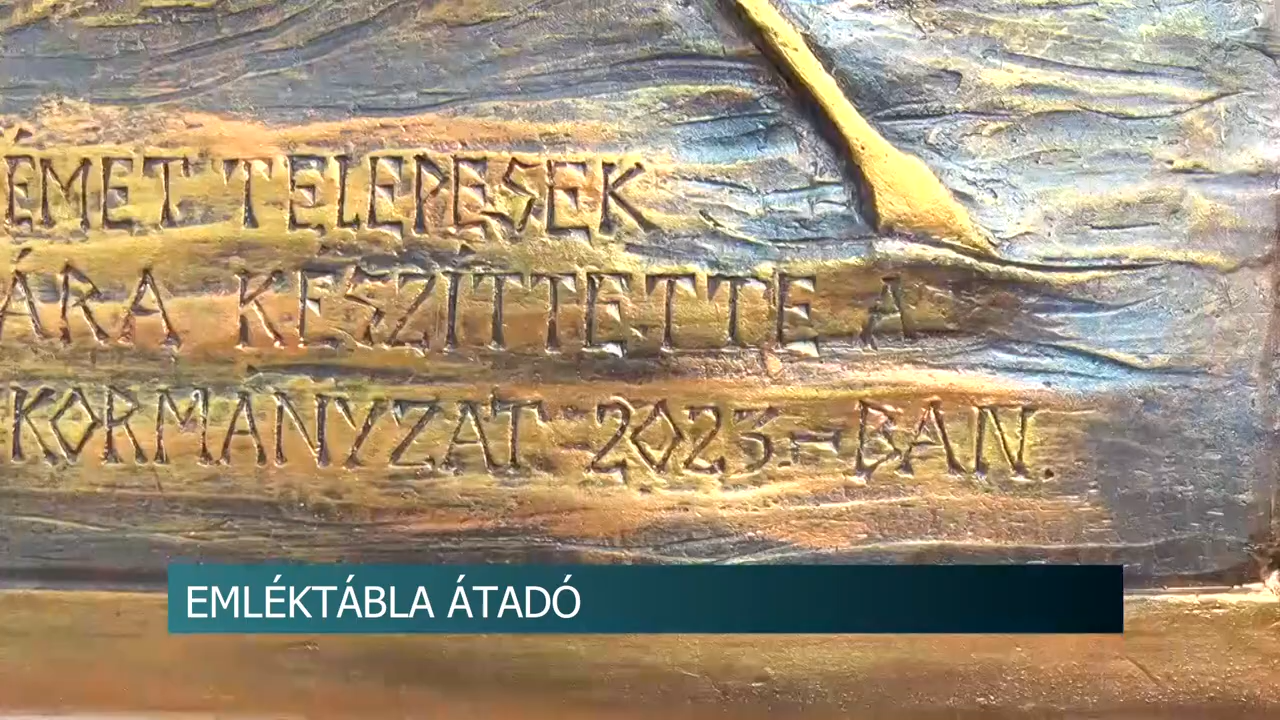 ÉMET TELEPESEK
ÁRA KÉSZÍTTETTE A
KORMÁNYZAT 2023-BAN.
EMLÉKTÁBLA ÁTADÓ